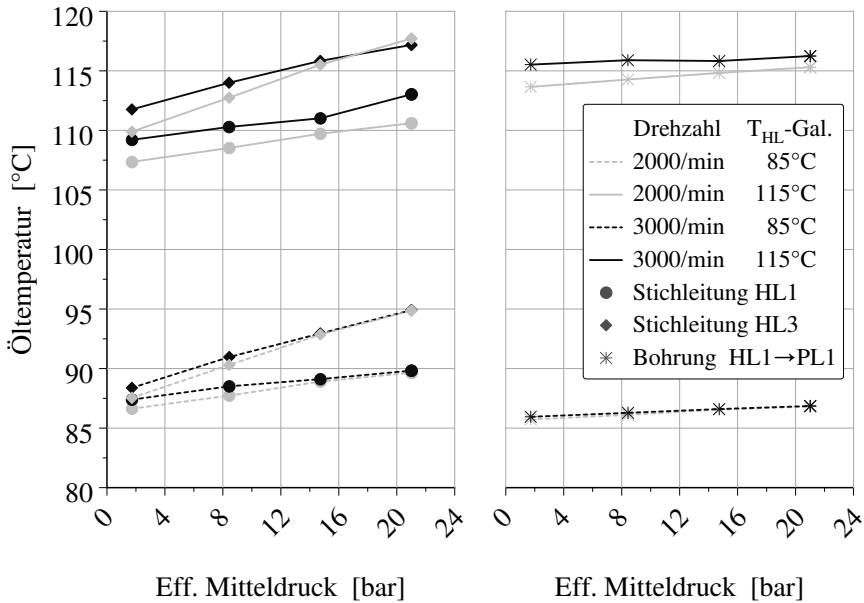 Öltemperatur [°C]
120
115
110
105
100
95
90
85
80
0 4 8 12 16 20 24
Eff. Mitteldruck [bar]
Drehzahl T_HL-Gal.
2000/min 85°C
2000/min 115°C
3000/min 85°C
3000/min 115°C
Stichleitung HL1
Stichleitung HL3
Bohrung HL1→PL1
0 4 8 12 16 20 24
Eff. Mitteldruck [bar]